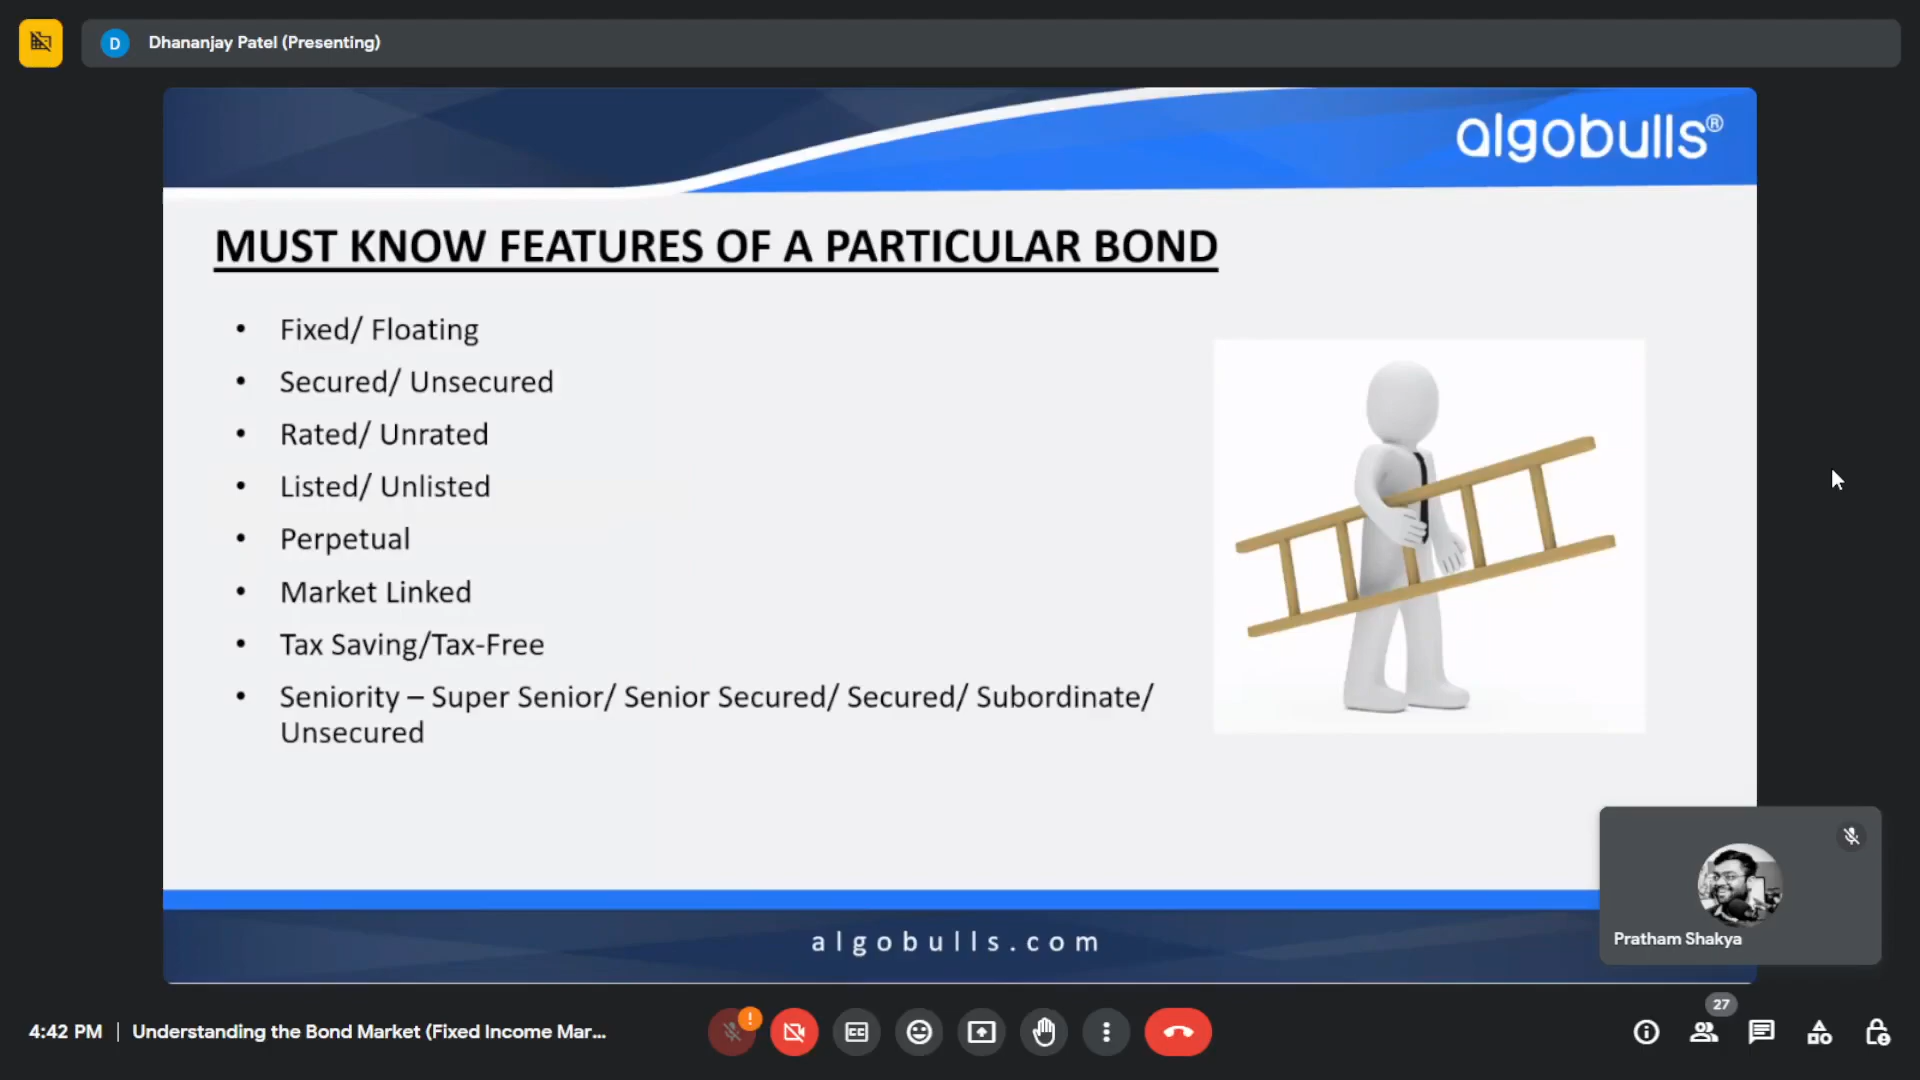 D Dhananjay Patel (Presenting)
algobulls®
MUST KNOW FEATURES OF A PARTICULAR BOND
• Fixed/ Floating
• Secured/ Unsecured
• Rated/ Unrated
• Listed/ Unlisted
• Perpetual
• Market Linked
• Tax Saving/Tax-Free
• Seniority – Super Senior/ Senior Secured/ Secured/ Subordinate/
Unsecured
algobulls.com
Pratham Shakya
27
4:42 PM | Understanding the Bond Market (Fixed Income Mar...